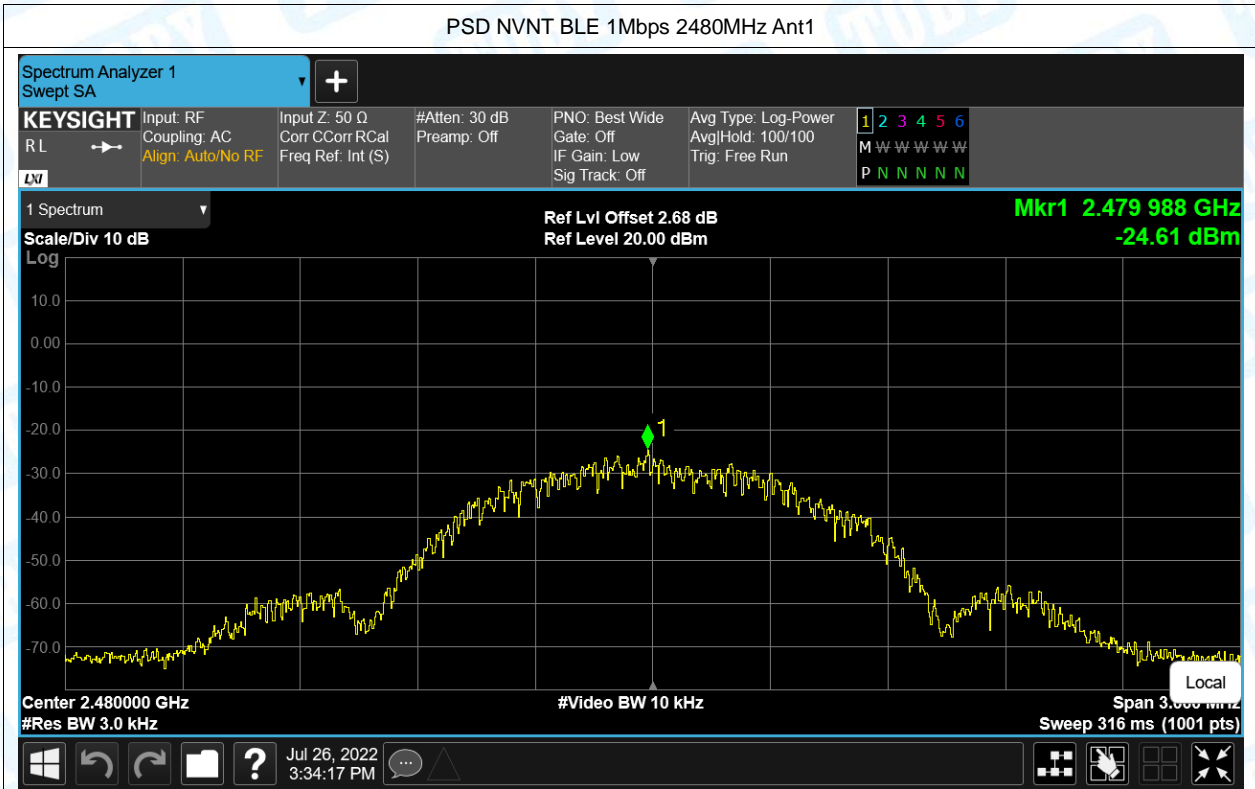 PSD NVNT BLE 1Mbps 2480MHz Ant1
Spectrum Analyzer 1
Swept SA
+
KEYSIGHT
R L
LXI
Input: RF
Coupling: AC
Align: Auto/No RF
Input Z: 50 Ω
Corr CCorr RCal
Freq Ref: Int (S)
#Atten: 30 dB
Preamp: Off
PNO: Best Wide
Gate: Off
IF Gain: Low
Sig Track: Off
Avg Type: Log-Power
Avg|Hold: 100/100
Trig: Free Run
1 2 3 4 5 6
M W W W W W
P N N N N N
1 Spectrum
Scale/Div 10 dB
Ref Lvl Offset 2.68 dB
Ref Level 20.00 dBm
Mkr1 2.479 988 GHz
-24.61 dBm
Log
10.0
0.00
-10.0
-20.0
-30.0
-40.0
-50.0
-60.0
-70.0
1
Center 2.480000 GHz
#Res BW 3.0 kHz
#Video BW 10 kHz
Local
Span 3.000 MHz
Sweep 316 ms (1001 pts)
?
Jul 26, 2022
3:34:17 PM